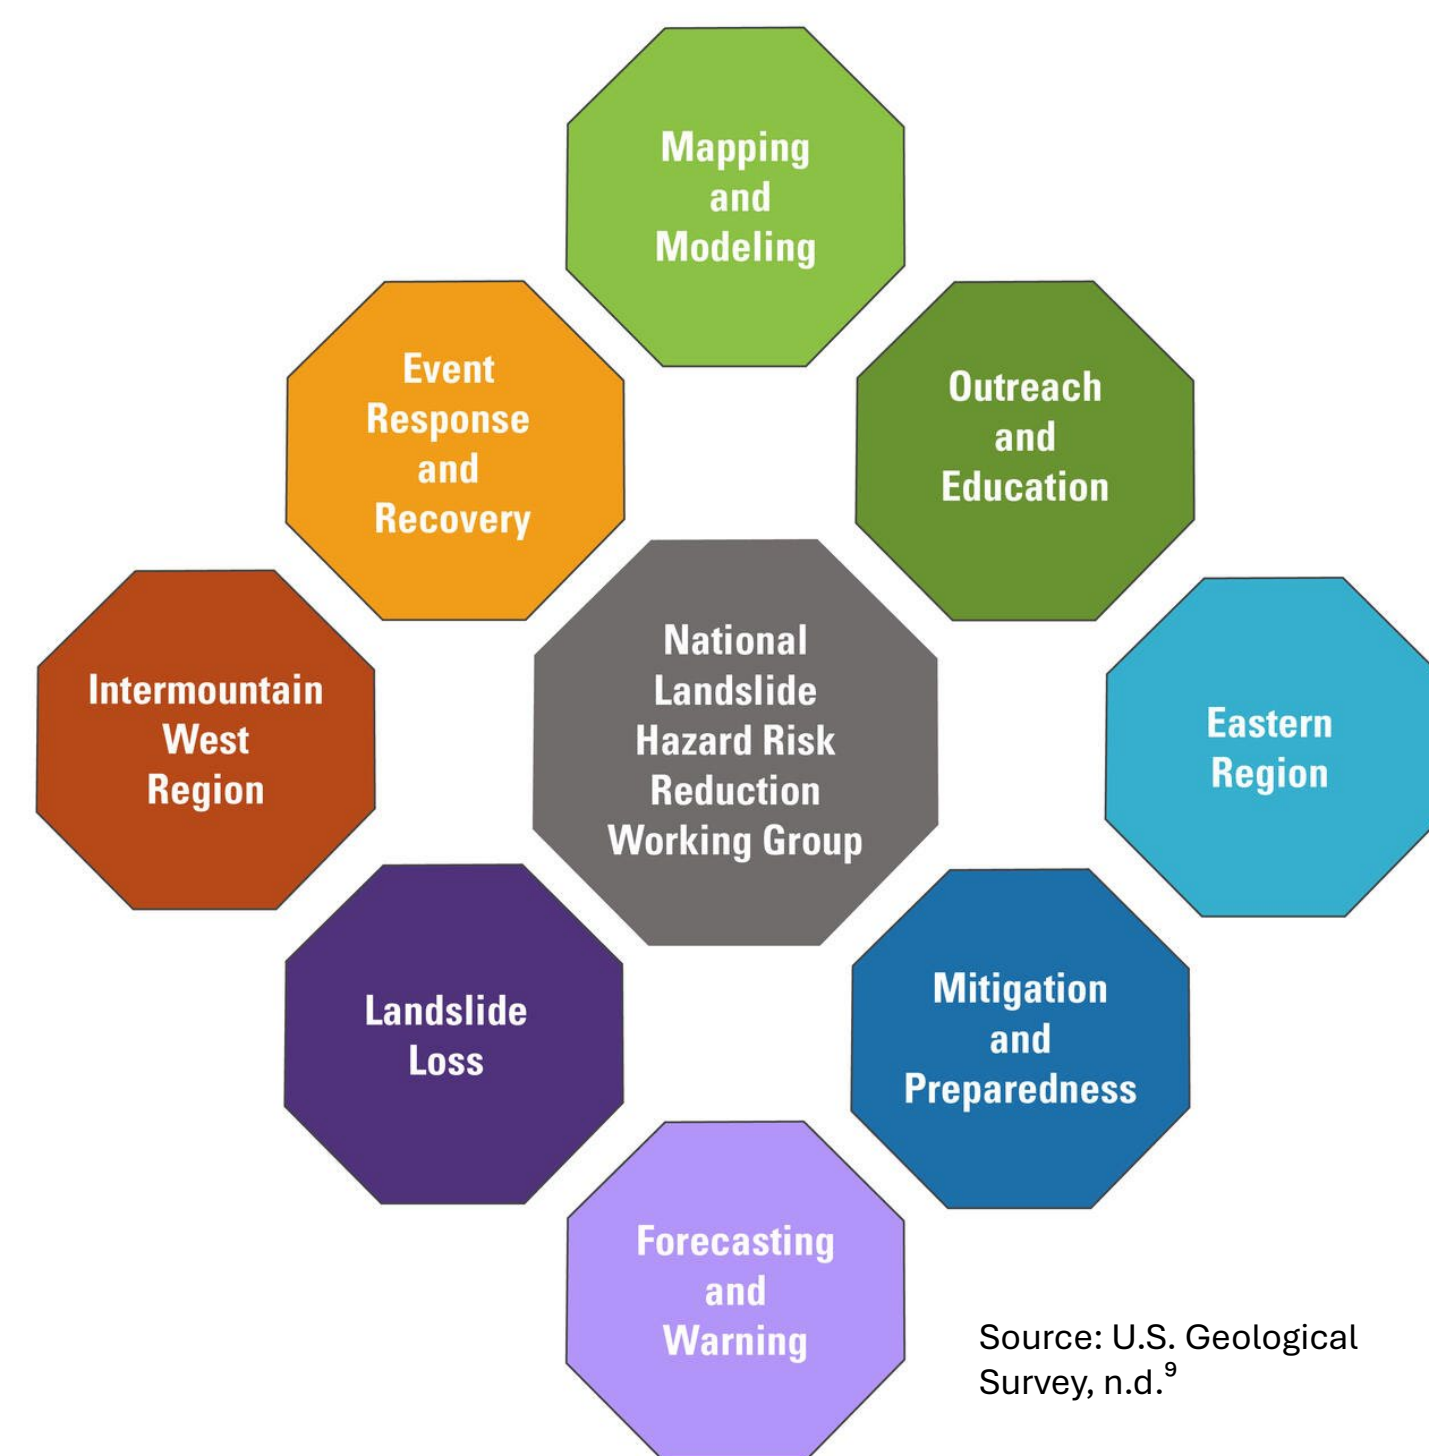 Mapping
and
Modeling
Event
Response
and
Recovery
Outreach
and
Education
Intermountain
West
Region
National
Landslide
Hazard Risk
Reduction
Working Group
Eastern
Region
Landslide
Loss
Mitigation
and
Preparedness
Forecasting
and
Warning
Source: U.S. Geological
Survey, n.d.⁹